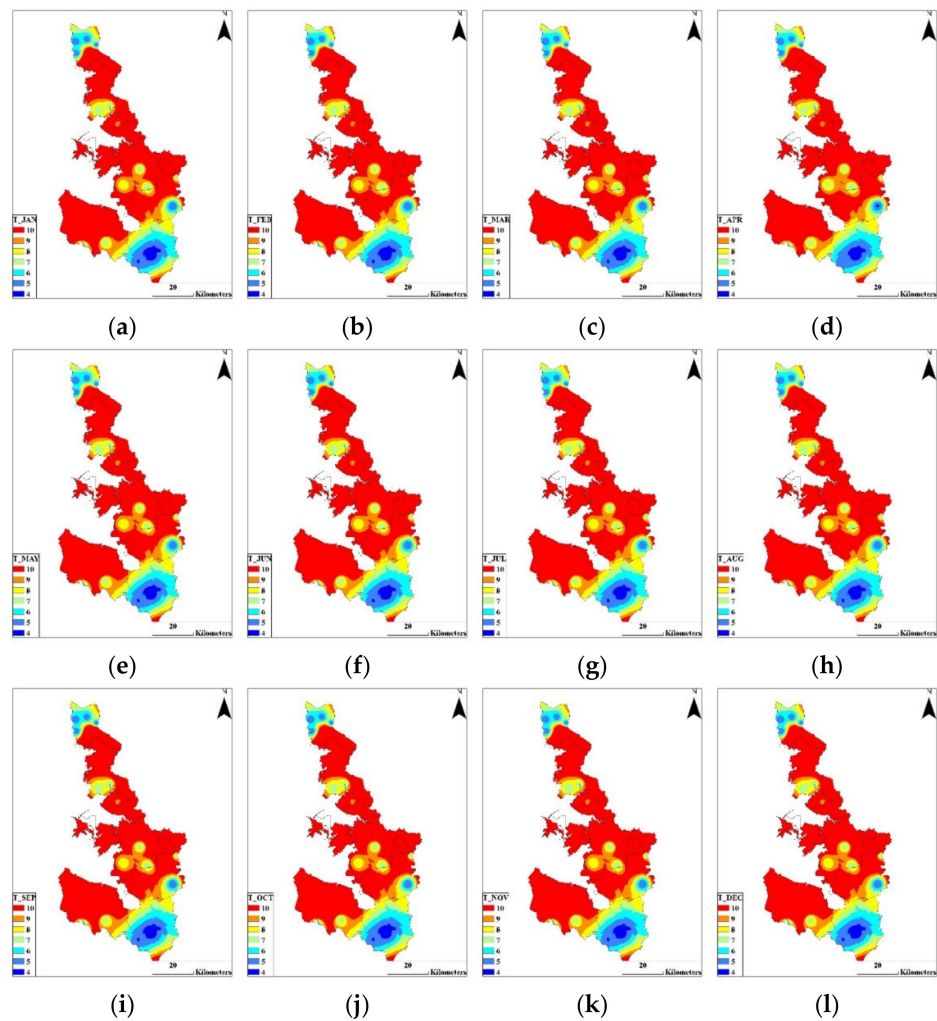 N
T_JAN
10
9
8
7
6
5
4
20
Kilometers
(a)
N
T_FEB
10
9
8
7
6
5
4
20
Kilometers
(b)
N
T_MAR
10
9
8
7
6
5
4
20
Kilometers
(c)
N
T_APR
10
9
8
7
6
5
4
20
Kilometers
(d)
N
T_MAY
10
9
8
7
6
5
4
20
Kilometers
(e)
N
T_JUN
10
9
8
7
6
5
4
20
Kilometers
(f)
N
T_JUL
10
9
8
7
6
5
4
20
Kilometers
(g)
N
T_AUG
10
9
8
7
6
5
4
20
Kilometers
(h)
N
T_SEP
10
9
8
7
6
5
4
20
Kilometers
(i)
N
T_OCT
10
9
8
7
6
5
4
20
Kilometers
(j)
N
T_NOV
10
9
8
7
6
5
4
20
Kilometers
(k)
N
T_DEC
10
9
8
7
6
5
4
20
Kilometers
(l)